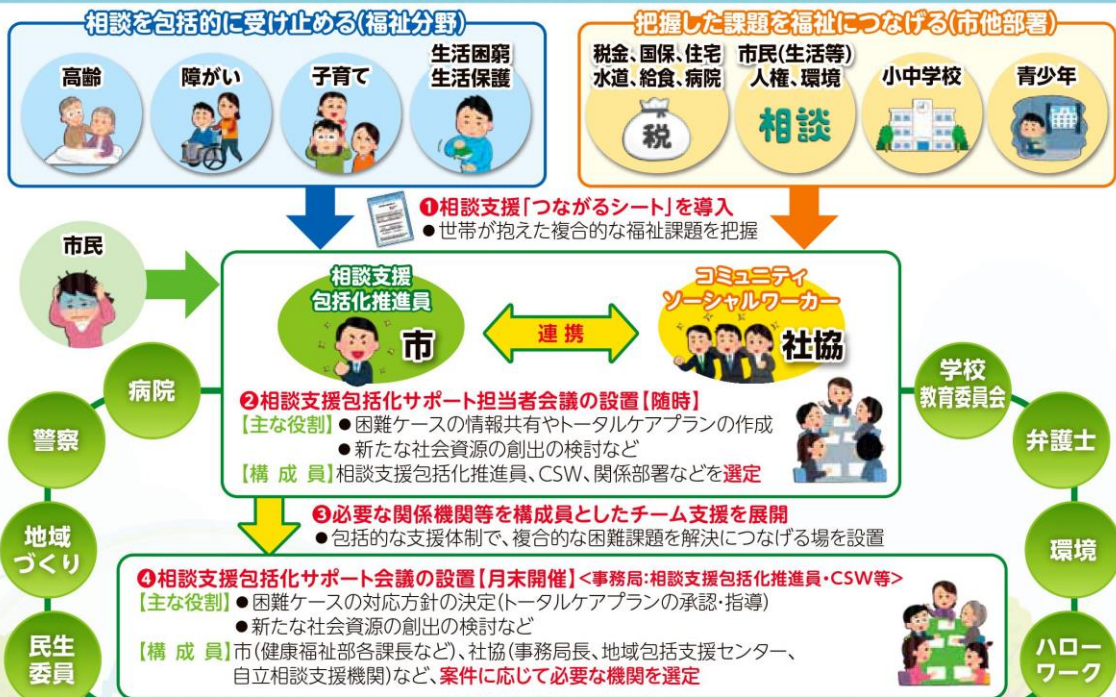 相談を包括的に受け止める(福祉分野)
高齢
障がい
子育て
生活困窮
生活保護
把握した課題を福祉につなげる(市他部署)
税金、国保、住宅
水道、給食、病院
税
市民(生活等)
人権、環境
相談
小中学校
青少年
❶相談支援「つながるシート」を導入
●世帯が抱えた複合的な福祉課題を把握
市民
相談支援
包括化推進員
市
連携
コミュニティ
ソーシャルワーカー
社協
❷相談支援包括化サポート担当者会議の設置【随時】
【主な役割】●困難ケースの情報共有やトータルケアプランの作成
●新たな社会資源の創出の検討など
【構成員】相談支援包括化推進員、CSW、関係部署などを選定
❸必要な関係機関等を構成員としたチーム支援を展開
●包括的な支援体制で、複合的な困難課題を解決につなげる場を設置
❹相談支援包括化サポート会議の設置【月末開催】<事務局:相談支援包括化推進員・CSW等>
【主な役割】●困難ケースの対応方針の決定(トータルケアプランの承認・指導)
●新たな社会資源の創出の検討など
【構成員】市(健康福祉部各課長など)、社協(事務局長、地域包括支援センター、
自立相談支援機関)など、案件に応じて必要な機関を選定
病院
警察
地域
づくり
民生
委員
学校
教育委員会
弁護士
環境
ハロー
ワーク